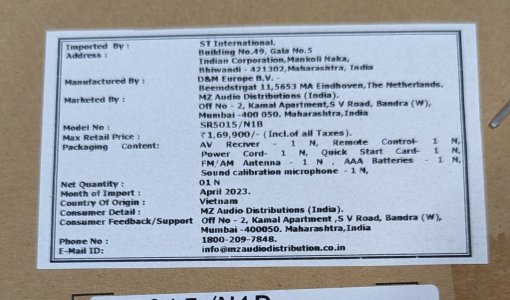 Imported By : ST International.
Address : Building No.49, Gala No.5
Indian Corporation,Mankoli Naka,
Bhiwandi - 421302,Maharashtra, India
Manufactured By : D&M Europe B.V. -
Beemdstrgat 11,5653 MA Eindhoven,The Netherlands.
Marketed By : MZ Audio Distributions (India).
Off No - 2, Kamal Apartment,S V Road, Bandra (W),
Mumbai -400 050. Maharashtra,India
Model No : SR5015/N1B
Max Retail Price : ₹1,69,900/- (Incl.of all Taxes).
Packaging Content: AV Reciver - 1 N, Remote Control- 1 N,
Power Cord- 1 N, Quick Start Card- 1 N,
FM/AM Antenna - 1 N , AAA Batteries - 1 N,
Sound calibration microphone - 1 N,
Net Quantity : 01 N
Month of Import : April 2023.
Country Of Origin : Vietnam
Consumer Detail : MZ Audio Distributions (India).
Consumer Feedback/Support Off No - 2, Kamal Apartment ,S V Road, Bandra (W),
Mumbai -400050. Maharashtra,India
Phone No : 1800-209-7848.
E-Mail ID: info@mzaudiodistribution.co.in